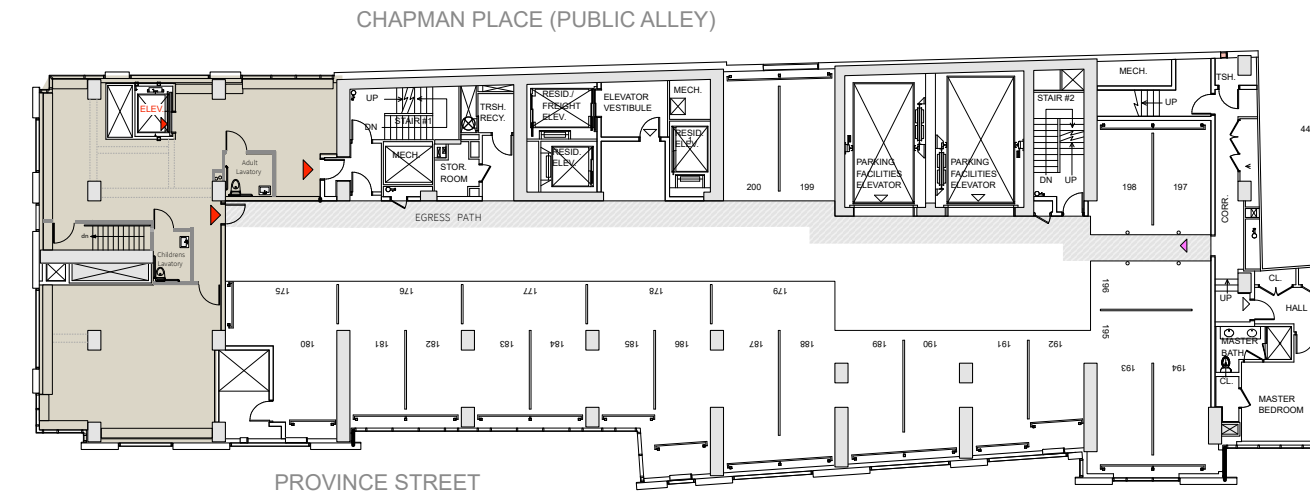 CHAPMAN PLACE (PUBLIC ALLEY)
MECH.
TSH.
UP
STAIR #1
DN
TRSH.
RECY.
RESID./
FREIGHT
ELEV.
ELEVATOR
VESTIBULE
MECH.
RESID.
ELEV.
RESID.
ELEV.
STAIR #2
UP
ELEV.
44
MECH.
STOR.
ROOM
Adult
Lavatory
PARKING
FACILITIES
ELEVATOR
PARKING
FACILITIES
ELEVATOR
DN
UP
200
199
198
197
CORR.
EGRESS PATH
dn
Childrens
Lavatory
175
176
177
178
179
196
195
CL.
UP
HALL
180
181
182
183
184
185
186
187
188
189
190
191
192
193
194
MASTER
BATH
CL.
MASTER
BEDROOM
PROVINCE STREET